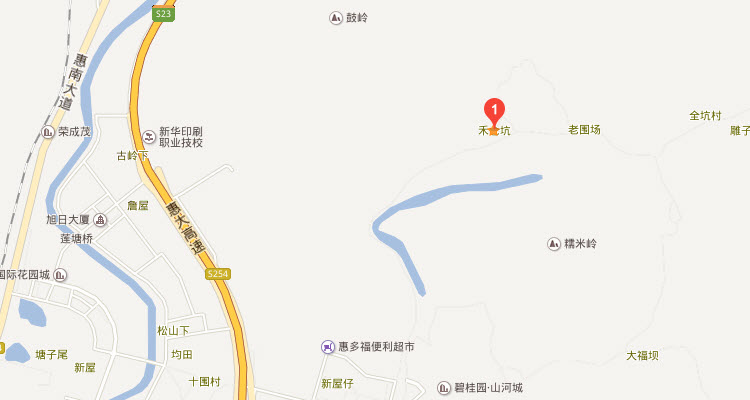 S23
鼓岭
惠南大道
1
荣成茂
新华印刷
职业技校
禾
坑
老围场
全坑村
雕子
古岭下
詹屋
旭日大厦
惠大高速
莲塘桥
糯米岭
国际花园城
S254
松山下
惠多福便利超市
塘子尾
均田
大福坝
新屋
十围村
新屋仔
碧桂园·山河城